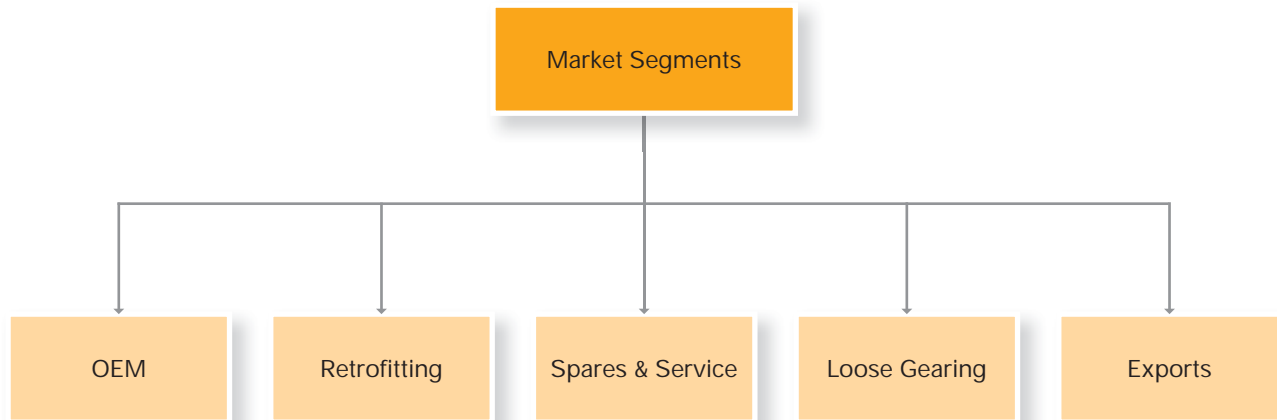 Market Segments
OEM
Retrofitting
Spares & Service
Loose Gearing
Exports